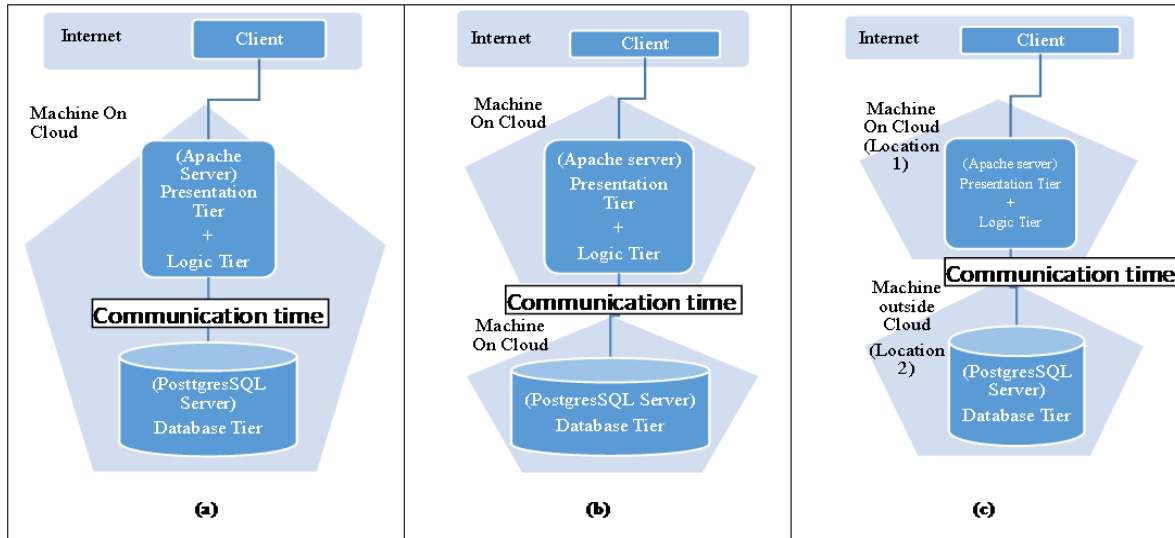 Internet
Client
Machine On
Cloud
(Apache
Server)
Presentation
Tier
+
Logic Tier
Communication time
(PosttgresSQL
Server)
Database Tier
(a)
Internet
Client
Machine
On Cloud
(Apache server)
Presentation
Tier
+
Logic Tier
Communication time
Machine
On Cloud
(PostgresSQL Server)
Database Tier
(b)
Internet
Client
Machine
On Cloud
(Location
1)
(Apache server)
Presentation Tier
+
Logic Tier
Communication time
Machine
outside
Cloud
(Location
2)
(PostgresSQL
Server)
Database Tier
(c)